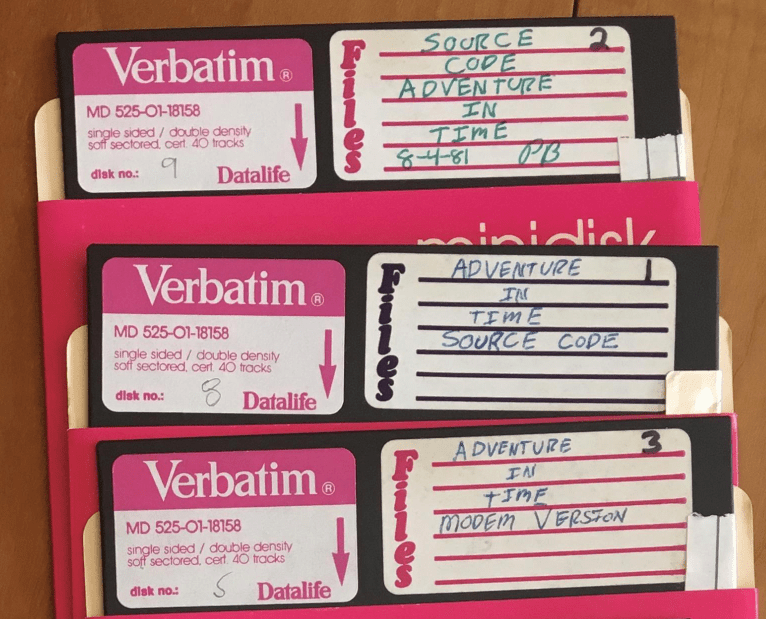 Verbatim®
MD 525-01-18158
single sided / double density
soft sectored, cert. 40 tracks
disk no.: 9
Datalife
Files
2
SOURCE
CODE
ADVENTURE
IN
TIME
8-4-81 PB
minidisk
Verbatim®
MD 525-01-18158
single sided / double density
soft sectored, cert. 40 tracks
disk no.: 8
Datalife
Files
ADVENTURE 1
IN
TIME
SOURCE CODE
Verbatim®
MD 525-01-18158
single sided / double density
soft sectored, cert. 40 tracks
disk no.: 5
Datalife
Files
ADVENTURE 3
IN
TIME
MODEM VERSION